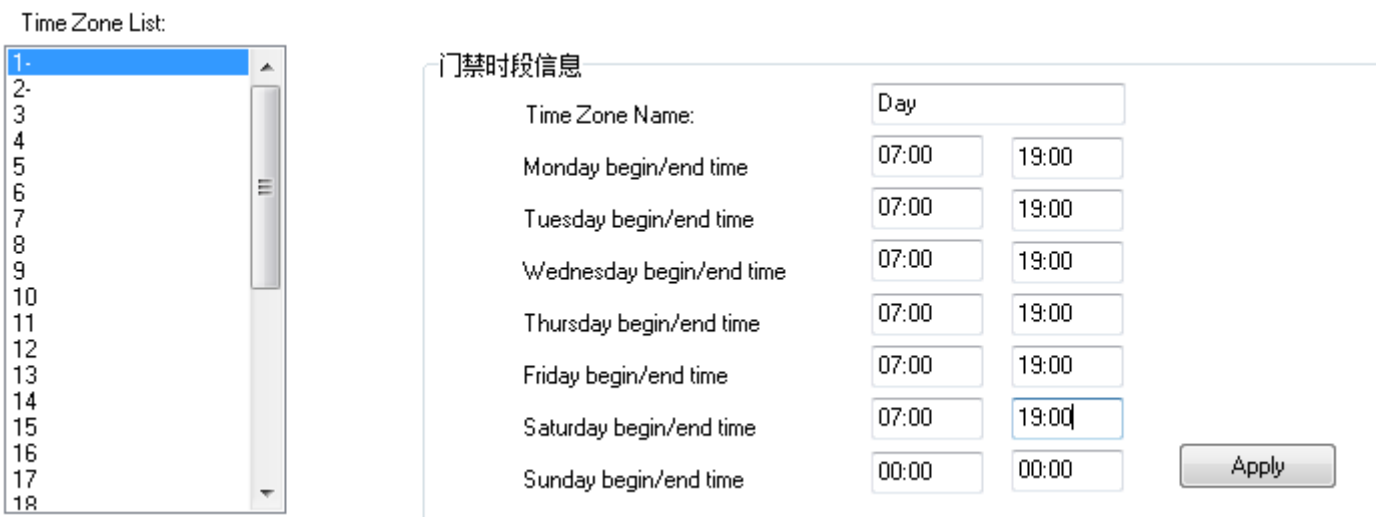 Time Zone List:
1-
2-
3
4
5
6
7
8
9
10
11
12
13
14
15
16
17
18
门禁时段信息
Time Zone Name: Day
Monday begin/end time 07:00 19:00
Tuesday begin/end time 07:00 19:00
Wednesday begin/end time 07:00 19:00
Thursday begin/end time 07:00 19:00
Friday begin/end time 07:00 19:00
Saturday begin/end time 07:00 19:00
Sunday begin/end time 00:00 00:00
Apply